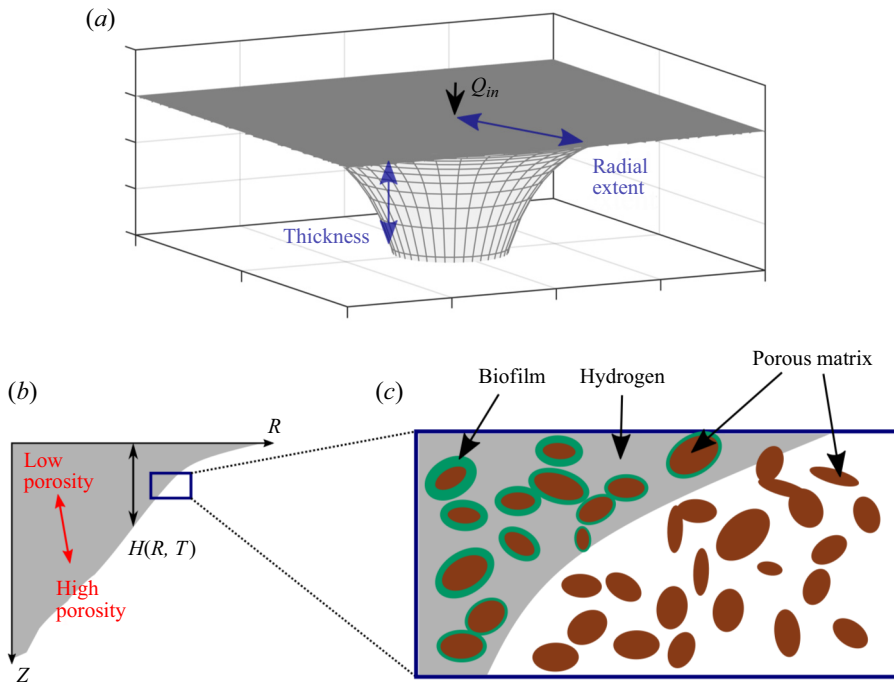 (a)
Q_in
Radial
extent
Thickness
(b)
R
Low
porosity
H(R, T)
High
porosity
Z
(c)
Biofilm
Hydrogen
Porous matrix